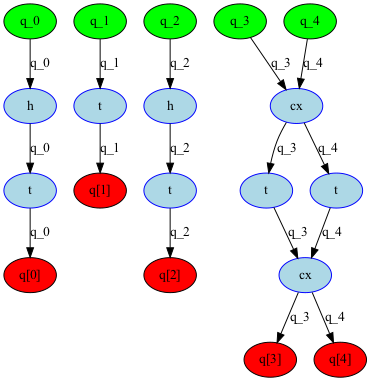 q_0 q_1 q_2 q_3 q_4
q_0 q_1 q_2 q_3 q_4
h t h cx
q_0 q_1 q_2 q_3 q_4
t q[1] t t t
q_0 q_2 q_3 q_4
q[0] q[2] cx
q_3 q_4
q[3] q[4]